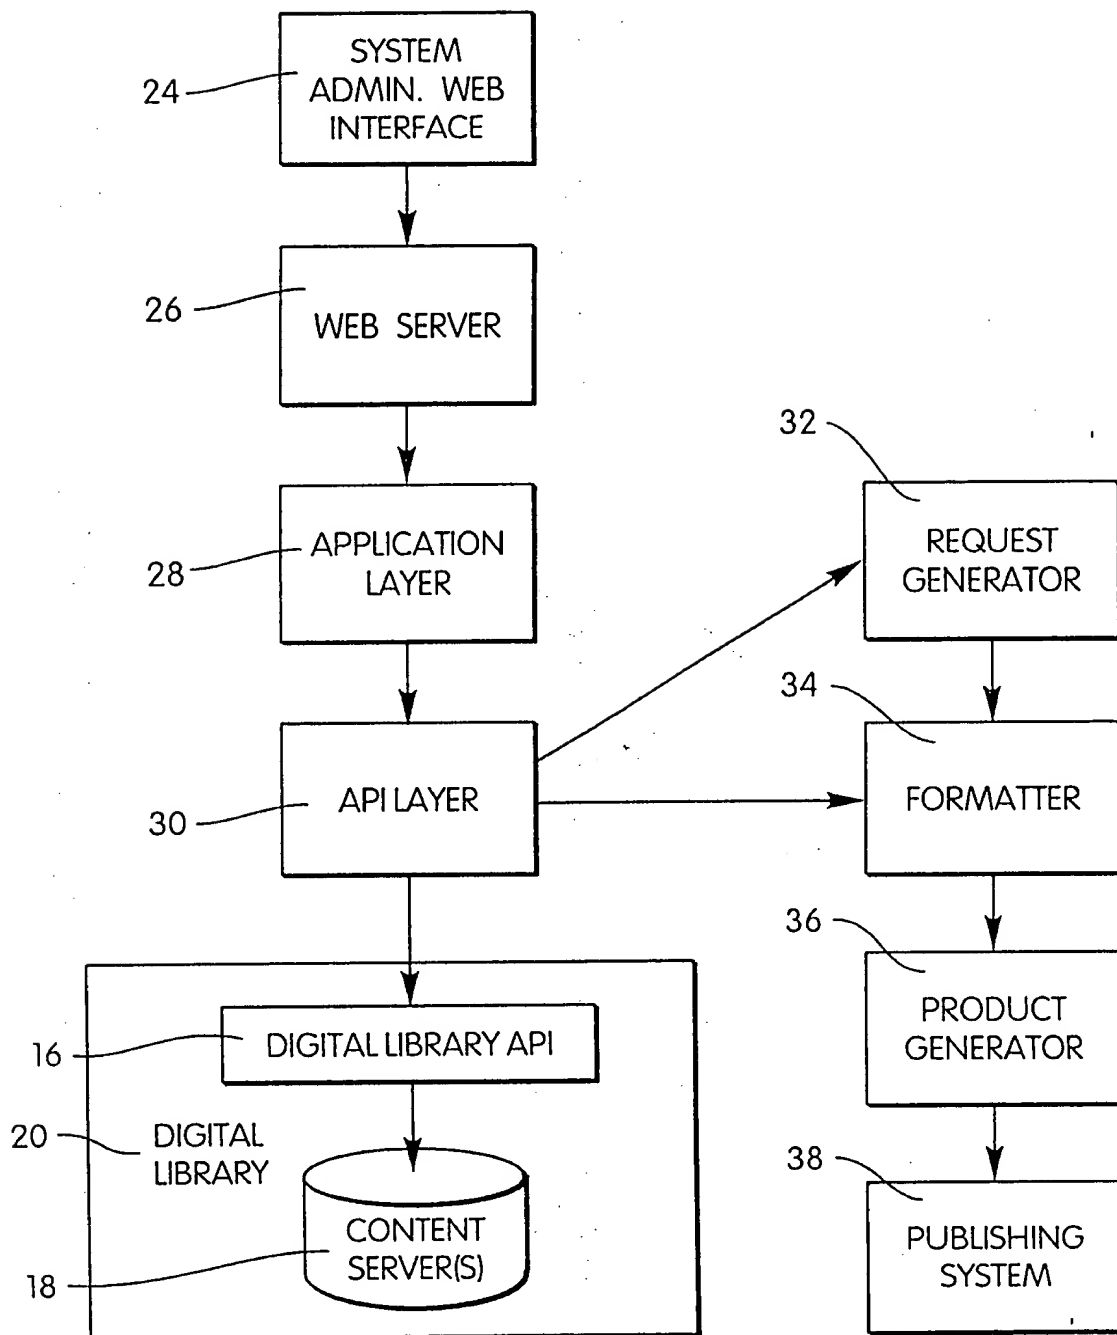 24
SYSTEM
ADMIN. WEB
INTERFACE
26
WEB SERVER
28
APPLICATION
LAYER
30
API LAYER
32
REQUEST
GENERATOR
34
FORMATTER
36
PRODUCT
GENERATOR
38
PUBLISHING
SYSTEM
16
DIGITAL LIBRARY API
20
DIGITAL
LIBRARY
18
CONTENT
SERVER(S)